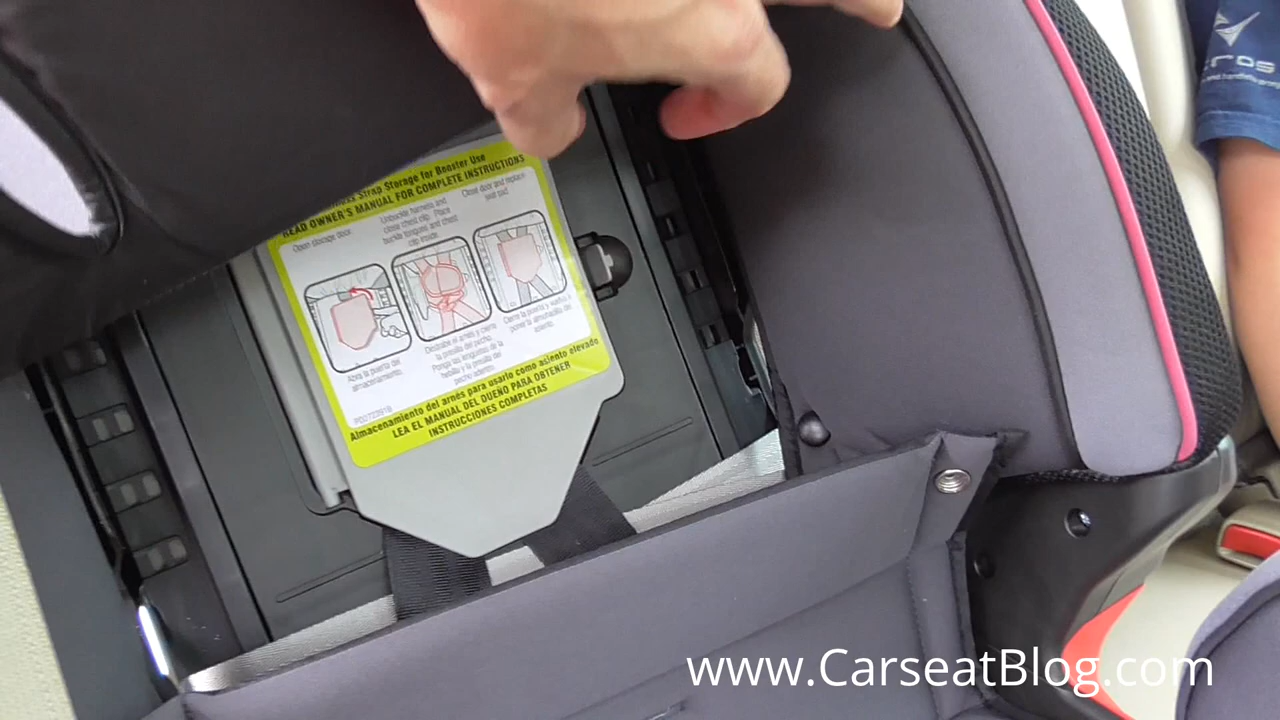 Strap Storage for Booster Use
READ OWNER'S MANUAL FOR COMPLETE INSTRUCTIONS
Open storage door.
Unbuckle harness and
close chest clip. Place
buckle tongues and chest
clip inside.
Close door and replace
seat pad.
Abra la puerta del
almacenamiento.
Desabroche el arnés y cierre
la presilla del pecho.
Ponga las lenguetas de la
hebilla y la presilla del
pecho adentro.
Cierre la puerta y vuelva a
poner la almohadilla del
asiento.
Almacenamiento del arnés para usarlo como asiento elevado
LEA EL MANUAL DEL DUEÑO PARA OBTENER
INSTRUCCIONES COMPLETAS
www.CarseatBlog.com